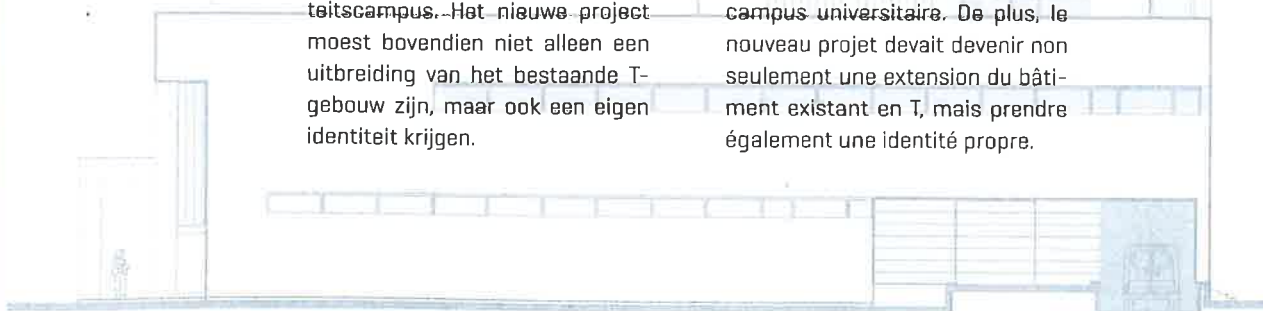 teitscampus. Het nieuwe project
moest bovendien niet alleen een
uitbreiding van het bestaande T-
gebouw zijn, maar ook een eigen
identiteit krijgen.
campus universitaire. De plus, le
nouveau projet devait devenir non
seulement une extension du bâti-
ment existant en T, mais prendre
également une identité propre.